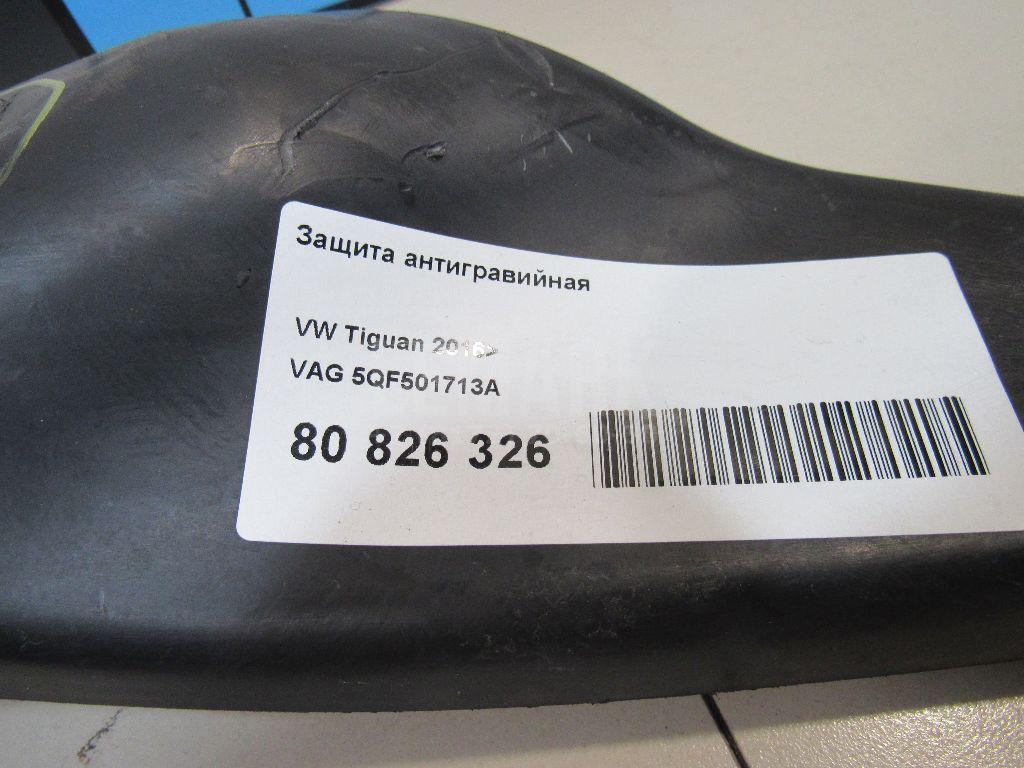 Защита антигравийная
VW Tiguan 2016>
VAG 5QF501713A
80 826 326